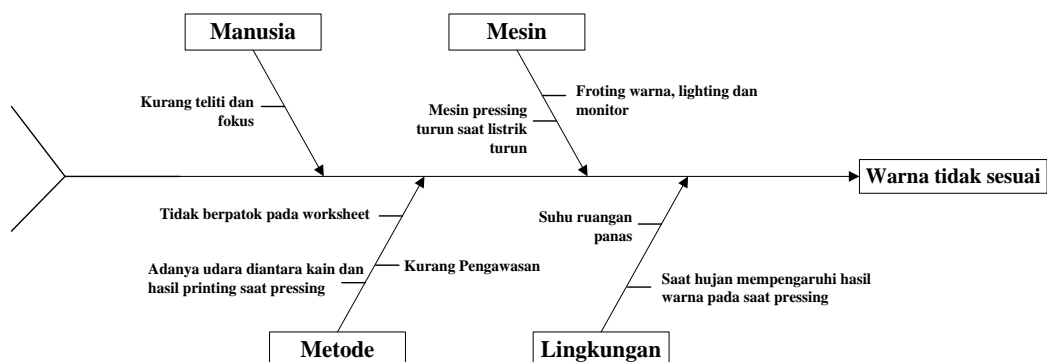 Manusia
Mesin
Kurang teliti dan
fokus
Froting warna, lighting dan
monitor
Mesin pressing
turun saat listrik
turun
Warna tidak sesuai
Tidak berpatok pada worksheet
Kurang Pengawasan
Adanya udara diantara kain dan
hasil printing saat pressing
Suhu ruangan
panas
Saat hujan mempengaruhi hasil
warna pada saat pressing
Metode
Lingkungan